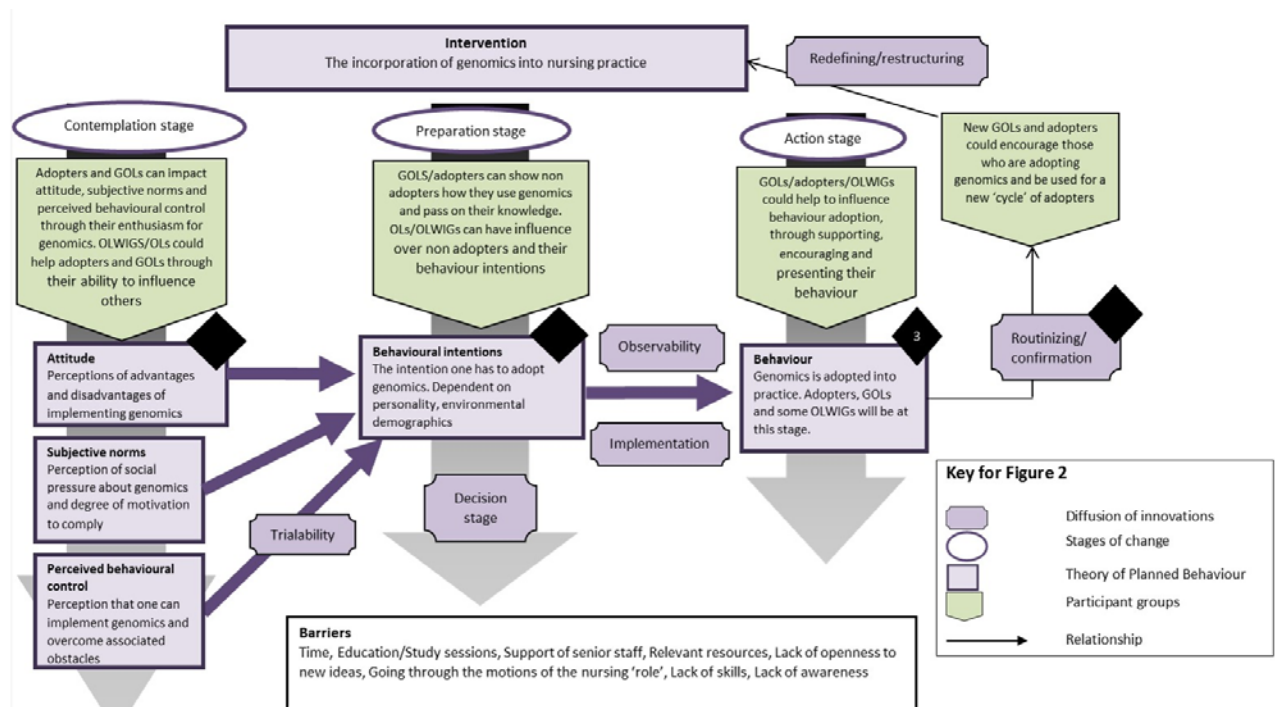 Intervention
The incorporation of genomics into nursing practice
Redefining/restructuring
Contemplation stage
Preparation stage
Action stage
New GOLs and adopters
could encourage those
who are adopting
genomics and be used for a
new ‘cycle’ of adopters
Adopters and GOLs can impact
attitude, subjective norms and
perceived behavioural control
through their enthusiasm for
genomics. OLWIGS/OLs could
help adopters and GOLs through
their ability to influence
others
GOLS/adopters can show non
adopters how they use genomics
and pass on their knowledge.
OLs/OLWIGs can have influence
over non adopters and their
behaviour intentions
GOLs/adopters/OLWIGs
could help to influence
behaviour adoption,
through supporting,
encouraging and
presenting their
behaviour
Attitude
Perceptions of advantages
and disadvantages of
implementing genomics
Behavioural intentions
The intention one has to adopt
genomics. Dependent on
personality, environmental
demographics
Observability
Implementation
3
Behaviour
Genomics is adopted into
practice. Adopters, GOLs
and some OLWIGs will be at
this stage.
Routinizing/
confirmation
Subjective norms
Perception of social
pressure about genomics
and degree of motivation
to comply
Decision
stage
Trialability
Perceived behavioural
control
Perception that one can
implement genomics and
overcome associated
obstacles
Key for Figure 2
Diffusion of innovations
Stages of change
Theory of Planned Behaviour
Participant groups
Relationship
Barriers
Time, Education/Study sessions, Support of senior staff, Relevant resources, Lack of openness to
new ideas, Going through the motions of the nursing ‘role’, Lack of skills, Lack of awareness